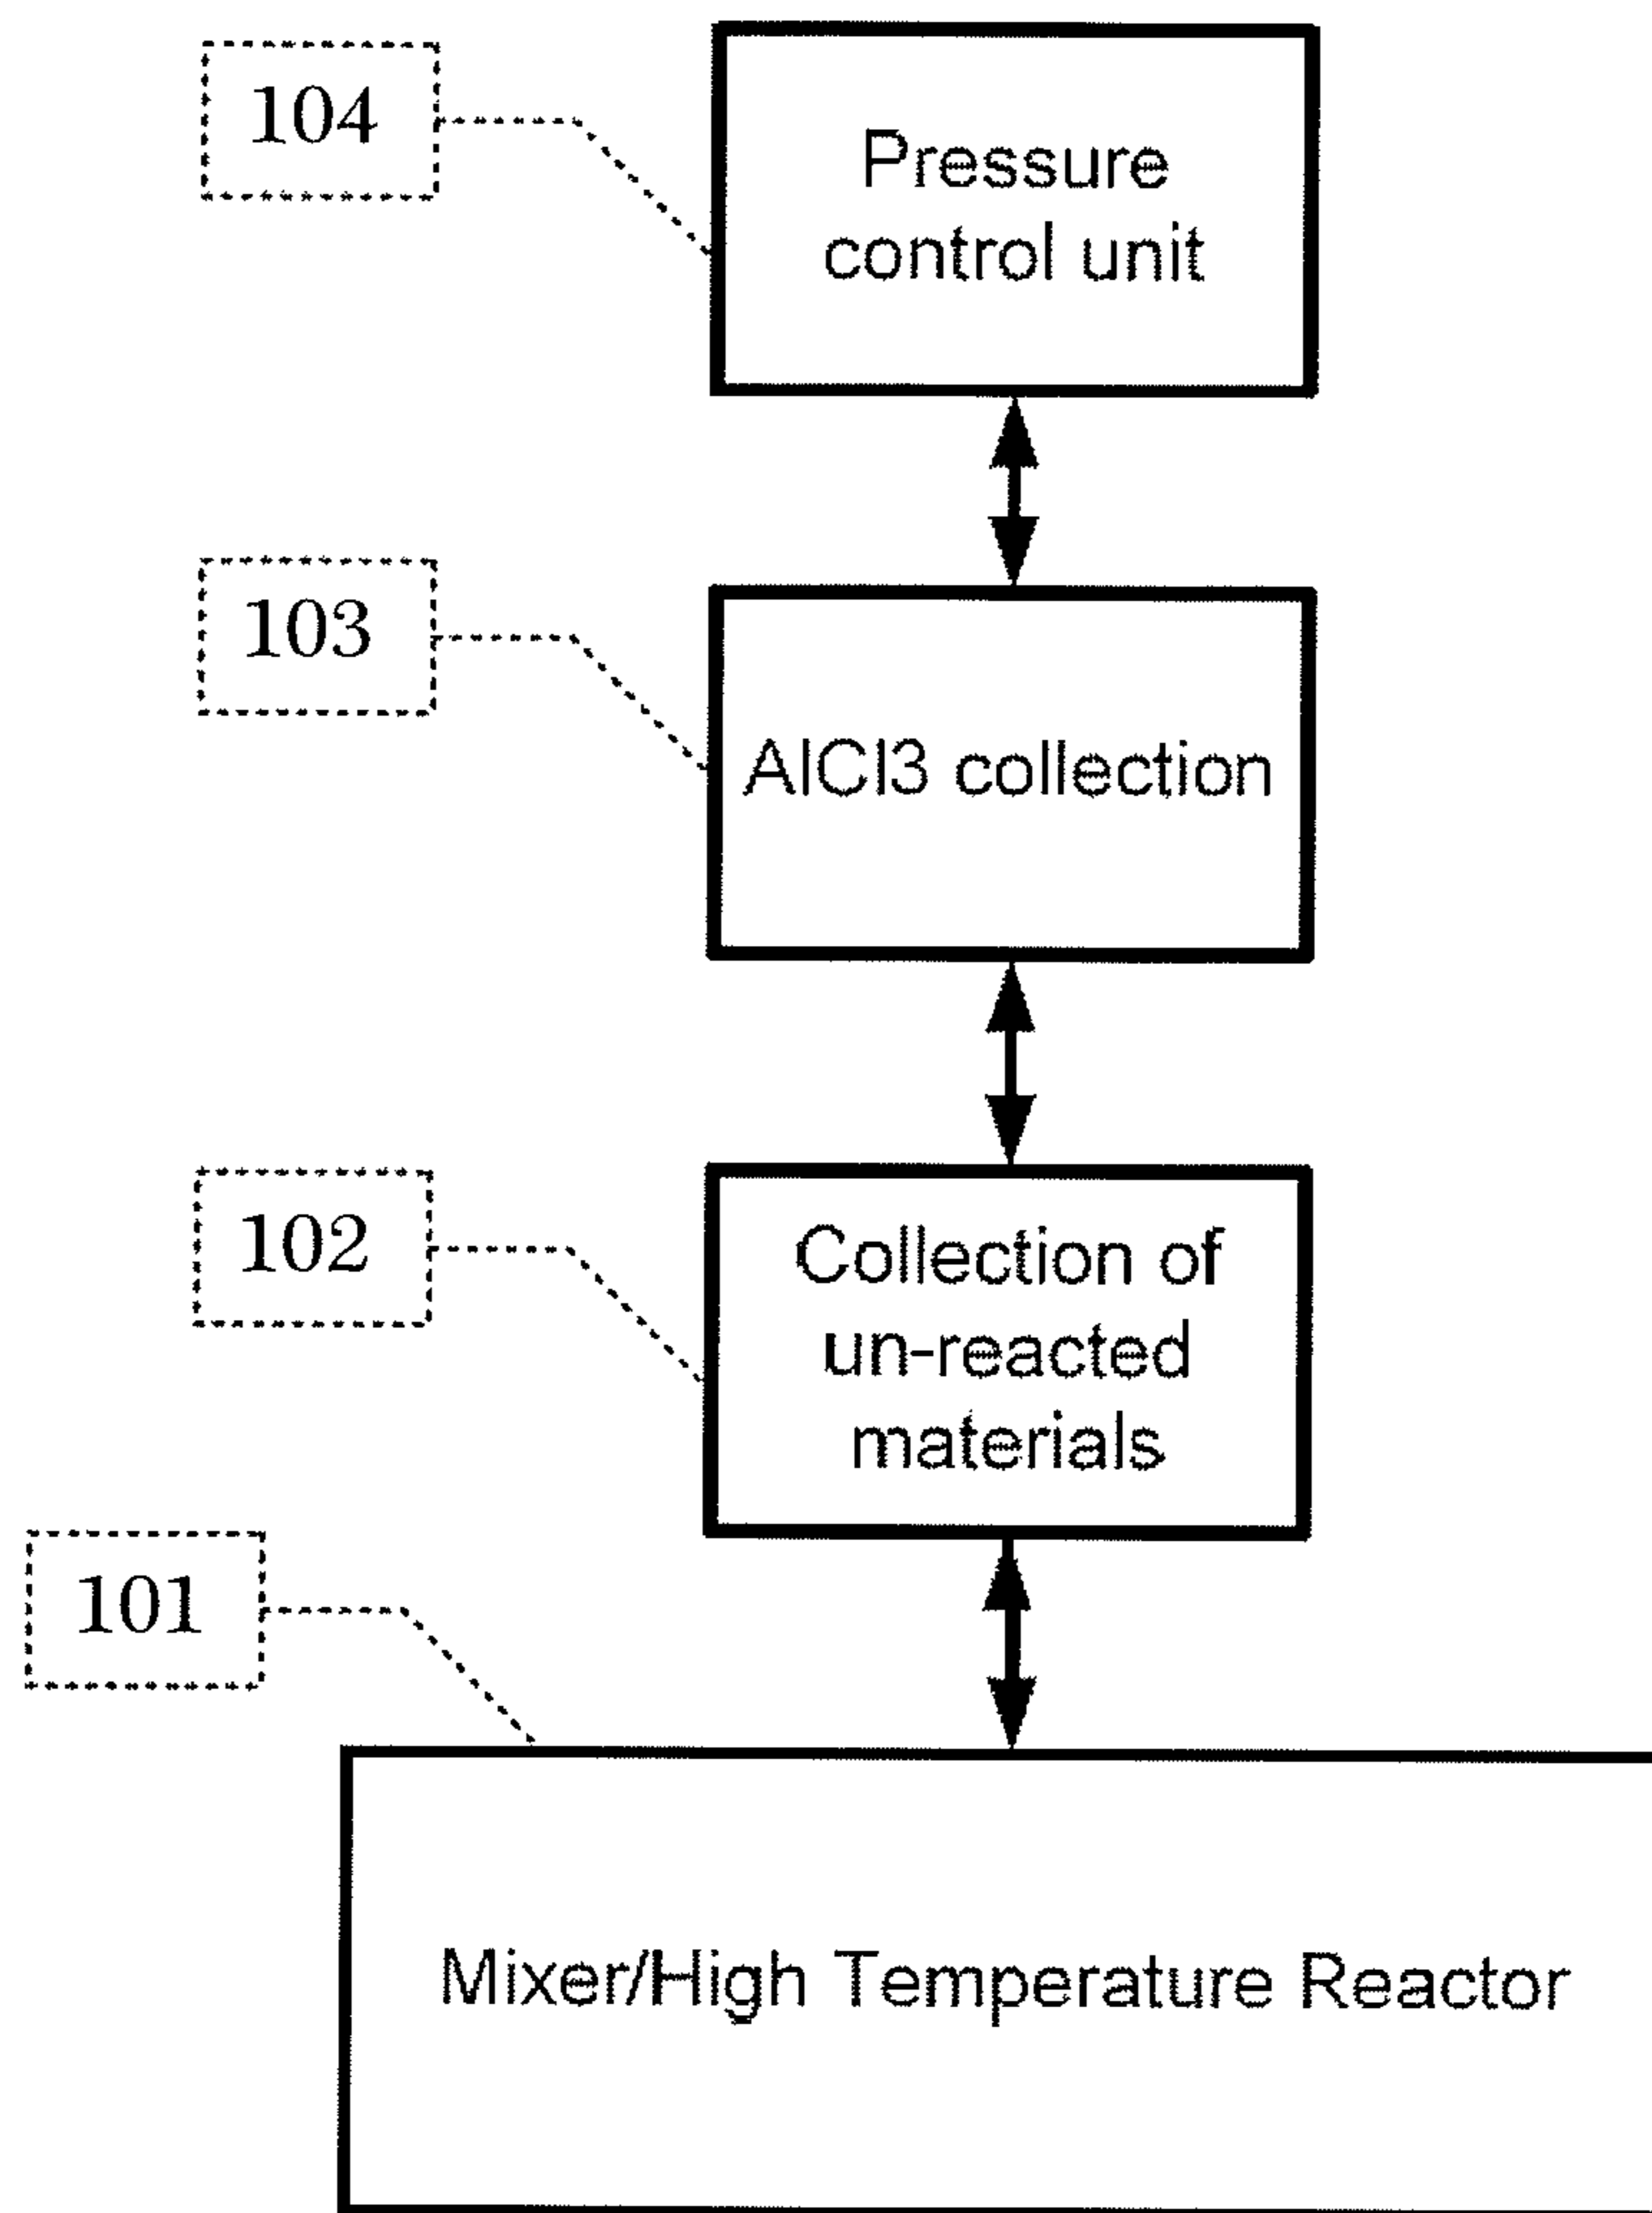 104
Pressure
control unit
103
AlCl3 collection
102
Collection of
un-reacted
materials
101
Mixer/High Temperature Reactor